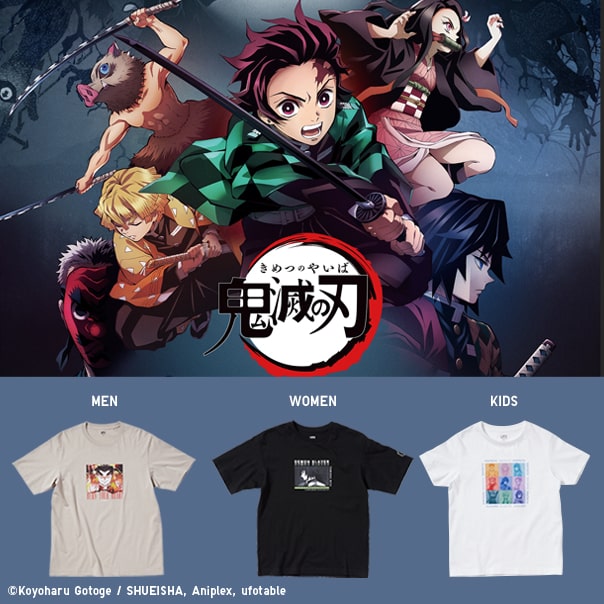 きめつのやいば
鬼滅の刃
MEN
WOMEN
KIDS
DEMON SLAYER
©Koyoharu Gotoge / SHUEISHA, Aniplex, ufotable